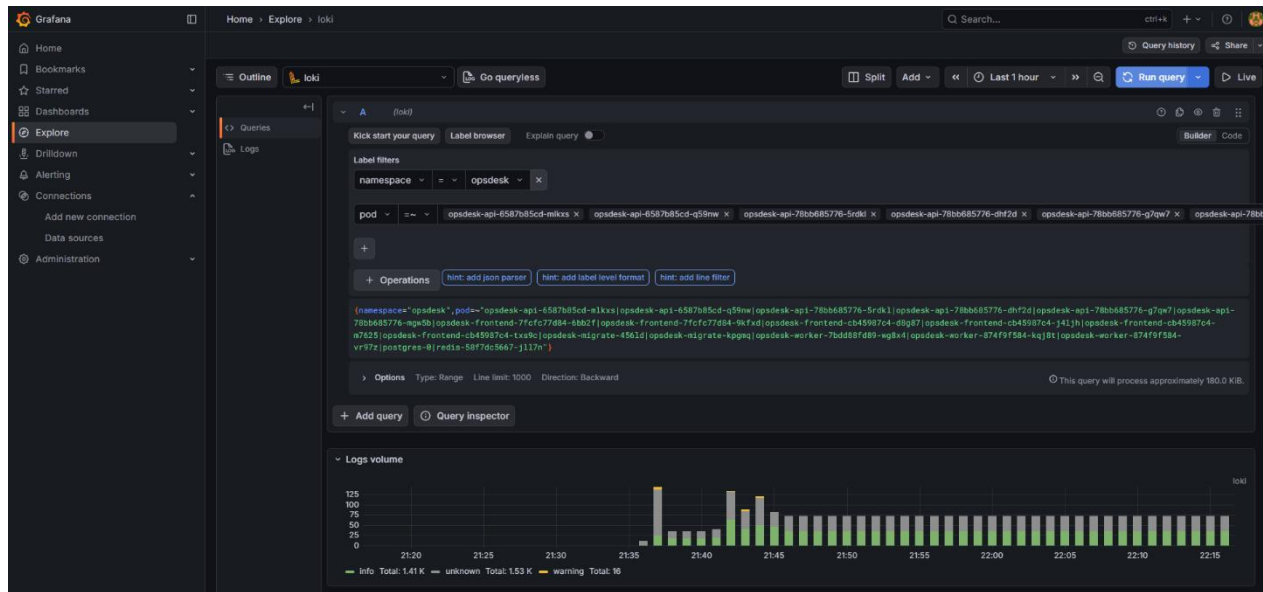 Grafana
Home › Explore › loki
Search...
ctrl+k
Home
Bookmarks
Starred
Dashboards
Explore
Drilldown
Alerting
Connections
Add new connection
Data sources
Administration
Query history
Share
Outline
loki
Go queryless
Split
Add
Last 1 hour
Run query
Live
Queries
Logs
A (loki)
Kick start your query
Label browser
Explain query
Builder
Code
Label filters
namespace = opsdesk
pod =~ opsdesk-api-6587b85cd-mlkxs opsdesk-api-6587b85cd-q59nw opsdesk-api-78bb685776-5rdkl opsdesk-api-78bb685776-dhf2d opsdesk-api-78bb685776-g7qw7 opsdesk-api-78bb
+ Operations
hint: add json parser
hint: add label level format
hint: add line filter
{namespace="opsdesk",pod=~"opsdesk-api-6587b85cd-mlkxs|opsdesk-api-6587b85cd-q59nw|opsdesk-api-78bb685776-5rdkl|opsdesk-api-78bb685776-dhf2d|opsdesk-api-78bb685776-g7qw7|opsdesk-api-
78bb685776-mgw5b|opsdesk-frontend-7fcfc77d84-6bb2f|opsdesk-frontend-7fcfc77d84-9kfxd|opsdesk-frontend-cb45987c4-d8g87|opsdesk-frontend-cb45987c4-j4ljh|opsdesk-frontend-cb45987c4-
n7625|opsdesk-frontend-cb45987c4-txs9c|opsdesk-migrate-456ld|opsdesk-migrate-kpgmq|opsdesk-worker-7bdd88fd89-wg8x4|opsdesk-worker-874f9f584-kqj8t|opsdesk-worker-874f9f584-
vr97z|postgres-0|redis-58f7dc5667-jll7n"}
Options Type: Range Line limit: 1000 Direction: Backward
This query will process approximately 180.0 KiB.
+ Add query
Query inspector
Logs volume
loki
125
100
75
50
25
0
21:20 21:25 21:30 21:35 21:40 21:45 21:50 21:55 22:00 22:05 22:10 22:15
info Total: 1.41 K unknown Total: 1.53 K warning Total: 16